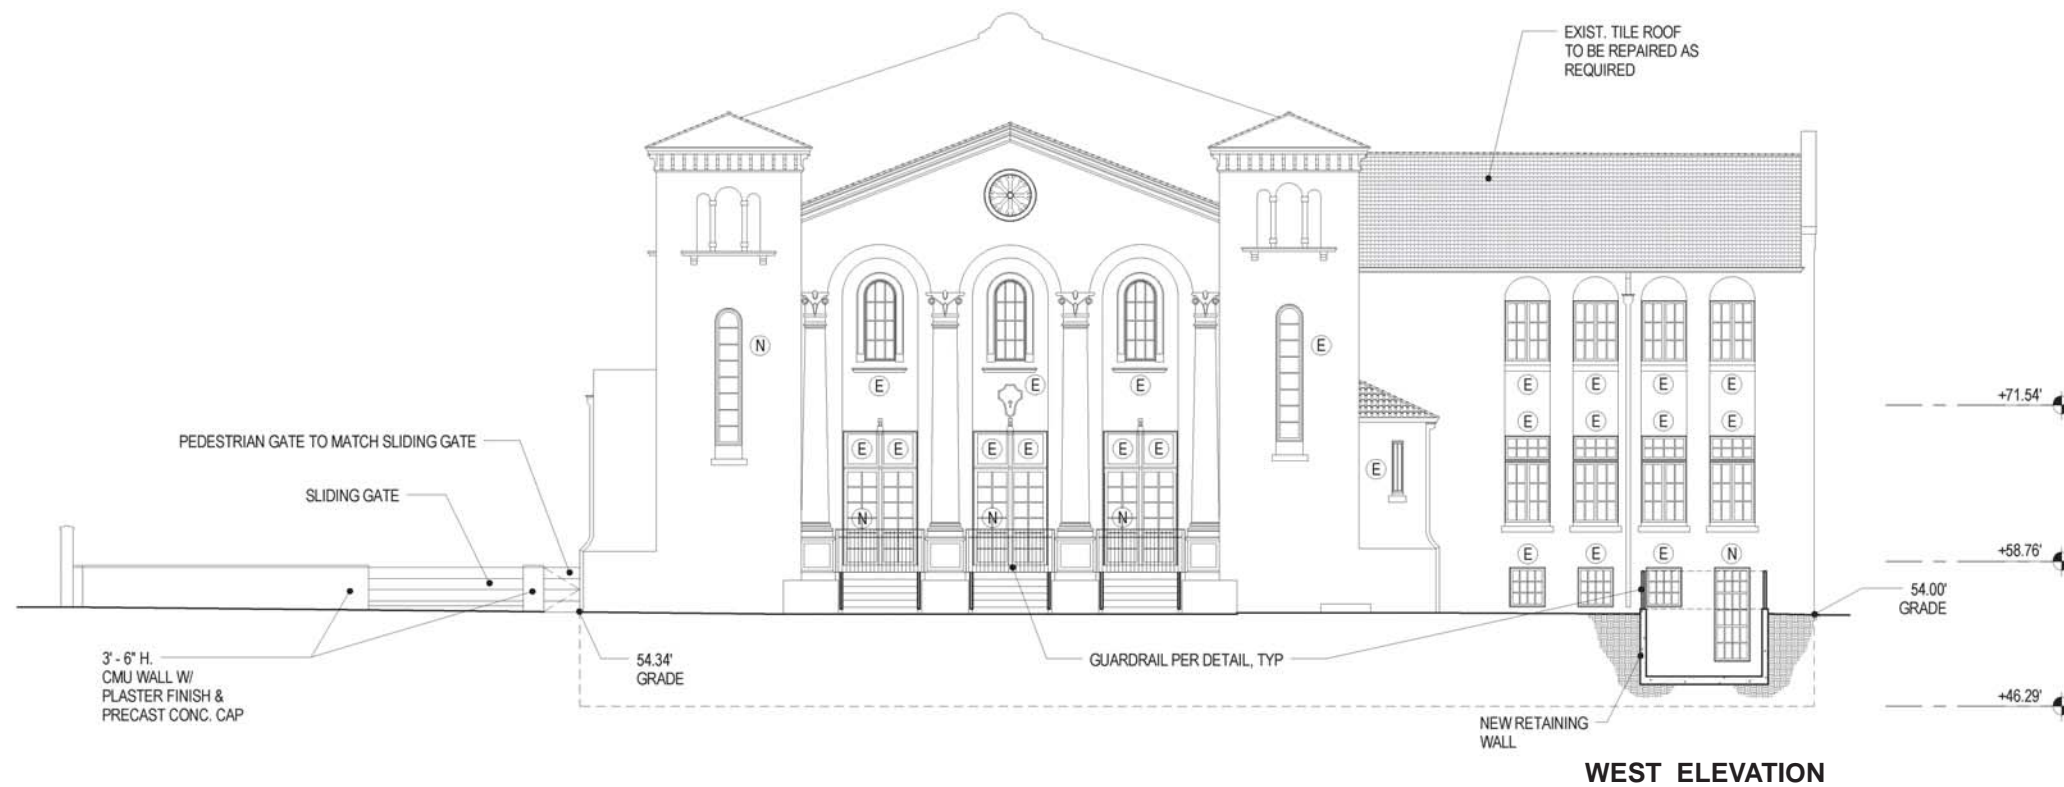 EXIST. TILE ROOF
TO BE REPAIRED AS
REQUIRED
N
E
E
E
E
E
E
E
E
+71.54'
E
E
E
E
PEDESTRIAN GATE TO MATCH SLIDING GATE
E
E
E
E
E
E
E
SLIDING GATE
N
N
N
E
E
E
N
+58.76'
54.00'
GRADE
3' - 6" H.
CMU WALL W/
PLASTER FINISH &
PRECAST CONC. CAP
54.34'
GRADE
GUARDRAIL PER DETAIL, TYP
+46.29'
NEW RETAINING
WALL
WEST ELEVATION